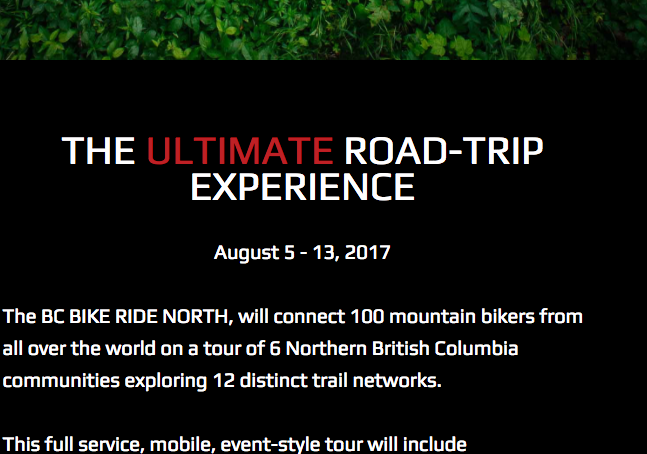 THE ULTIMATE ROAD-TRIP
EXPERIENCE
August 5 - 13, 2017
The BC BIKE RIDE NORTH, will connect 100 mountain bikers from
all over the world on a tour of 6 Northern British Columbia
communities exploring 12 distinct trail networks.
This full service, mobile, event-style tour will include